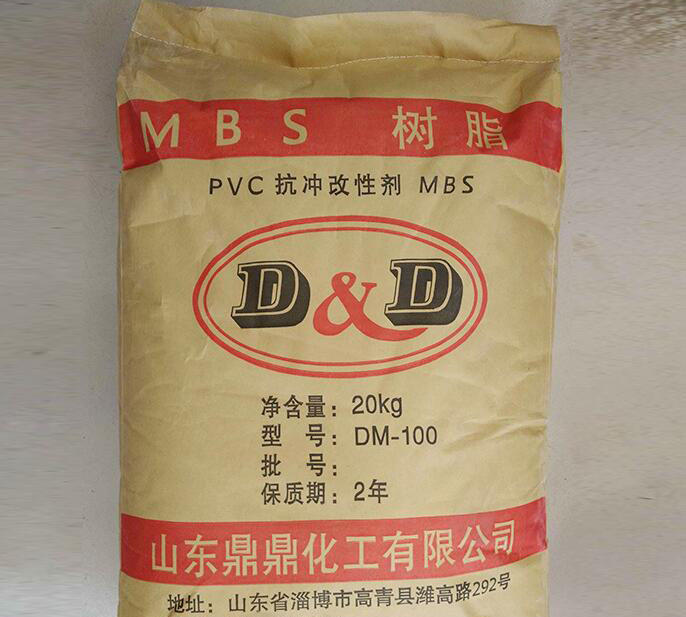 MBS 树脂
PVC 抗冲改性剂 MBS
D&D
净含量：20kg
型 号：DM-100
批 号：
保质期：2年
山东鼎鼎化工有限公司
地址：山东省淄博市高青县潍高路292号